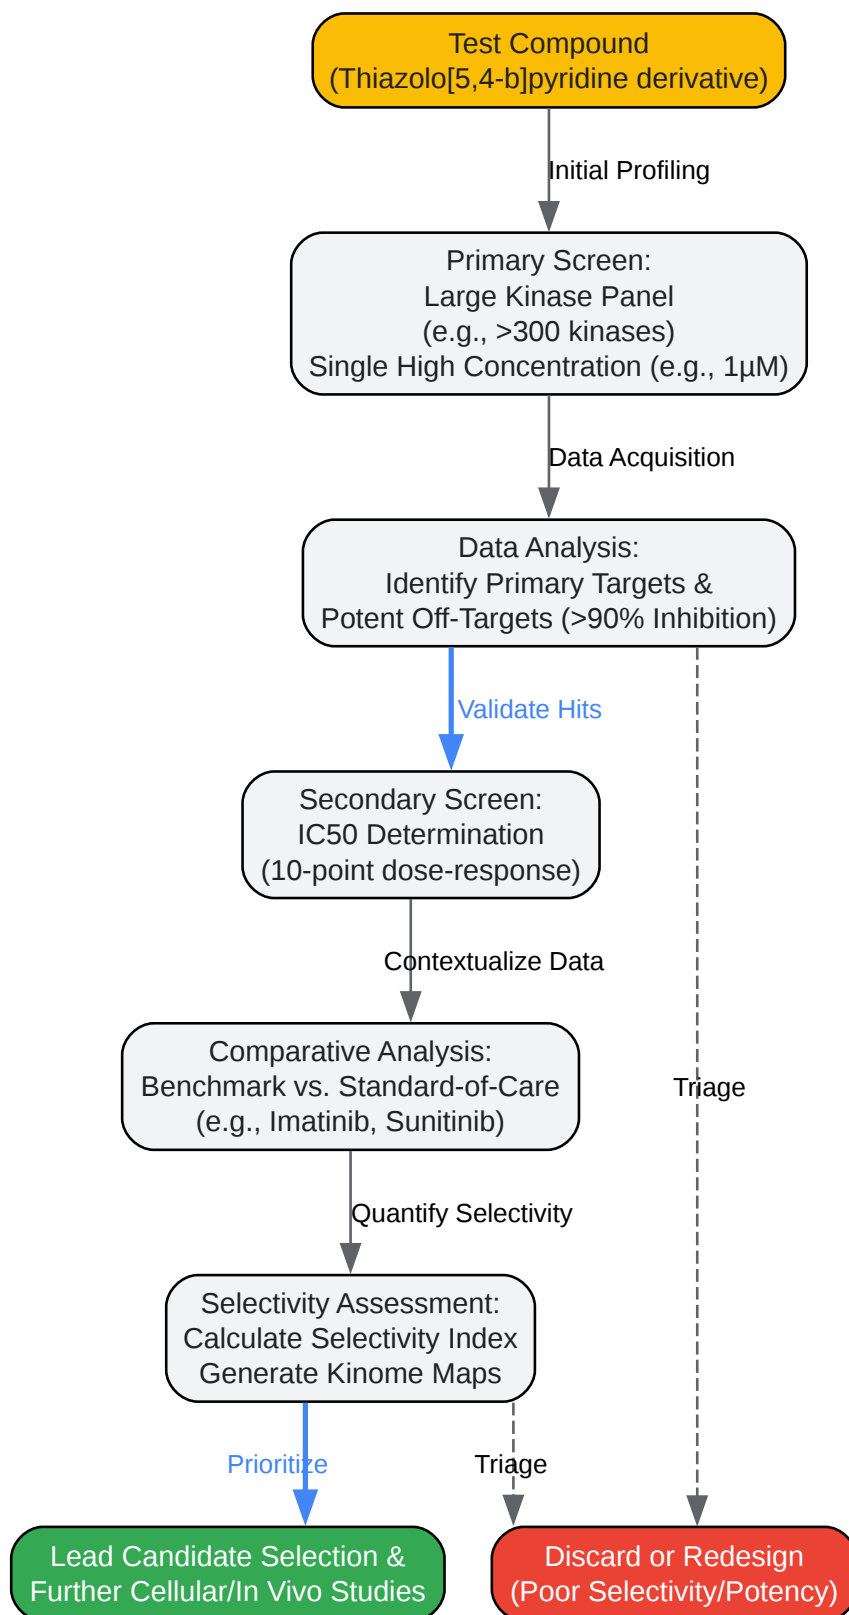 Test Compound
(Thiazolo[5,4-b]pyridine derivative)
Initial Profiling
Primary Screen:
Large Kinase Panel
(e.g., >300 kinases)
Single High Concentration (e.g., 1µM)
Data Acquisition
Data Analysis:
Identify Primary Targets &
Potent Off-Targets (>90% Inhibition)
Validate Hits
Secondary Screen:
IC50 Determination
(10-point dose-response)
Contextualize Data
Comparative Analysis:
Benchmark vs. Standard-of-Care
(e.g., Imatinib, Sunitinib)
Triage
Quantify Selectivity
Selectivity Assessment:
Calculate Selectivity Index
Generate Kinome Maps
Prioritize
Triage
Lead Candidate Selection &
Further Cellular/In Vivo Studies
Discard or Redesign
(Poor Selectivity/Potency)